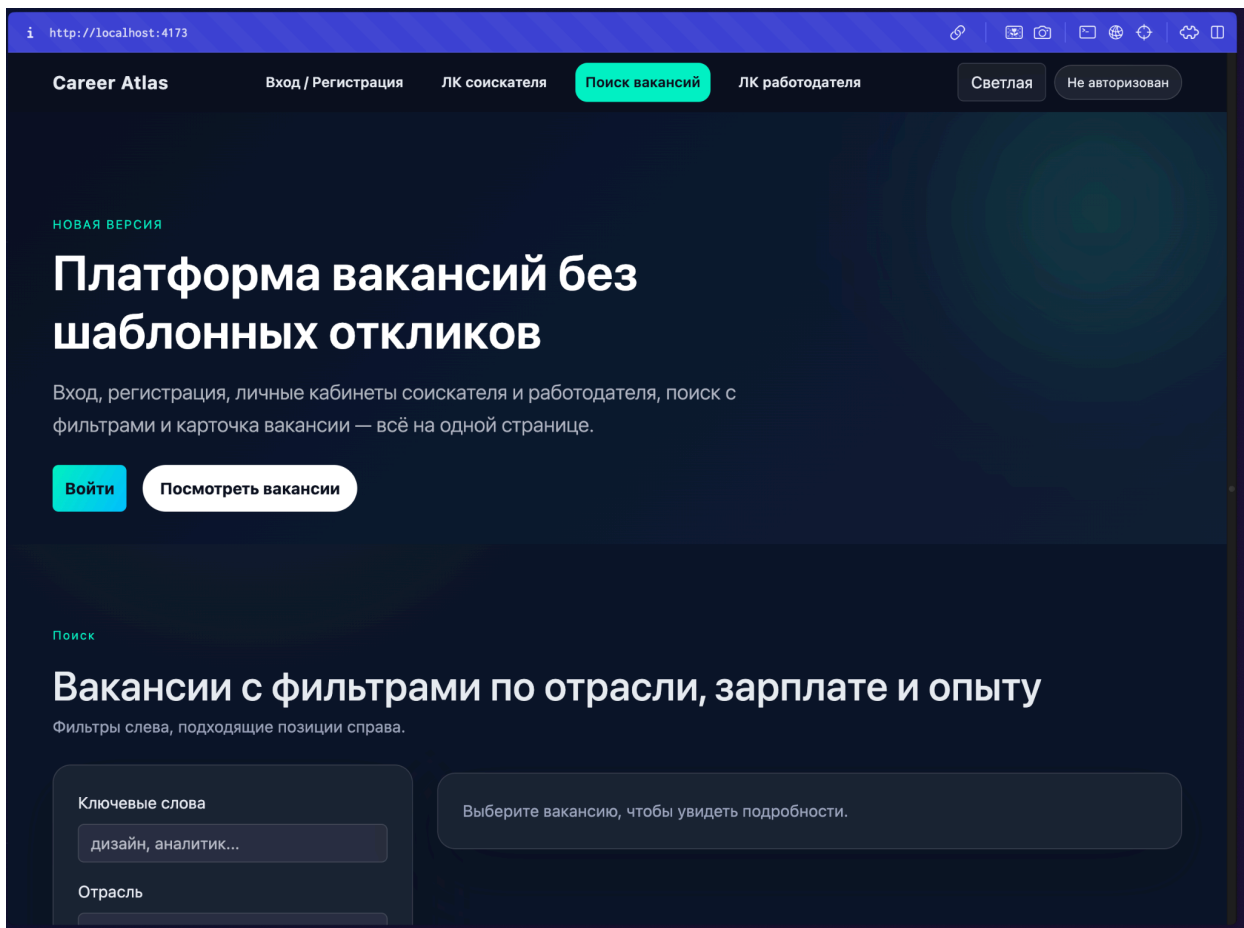 i http://localhost:4173
Career Atlas Вход / Регистрация ЛК соискателя Поиск вакансий ЛК работодателя Светлая Не авторизован
НОВАЯ ВЕРСИЯ
Платформа вакансий без
шаблонных откликов
Вход, регистрация, личные кабинеты соискателя и работодателя, поиск с
фильтрами и карточка вакансии — всё на одной странице.
Войти Посмотреть вакансии
Поиск
Вакансии с фильтрами по отрасли, зарплате и опыту
Фильтры слева, подходящие позиции справа.
Ключевые слова
дизайн, аналитик...
Отрасль
Выберите вакансию, чтобы увидеть подробности.